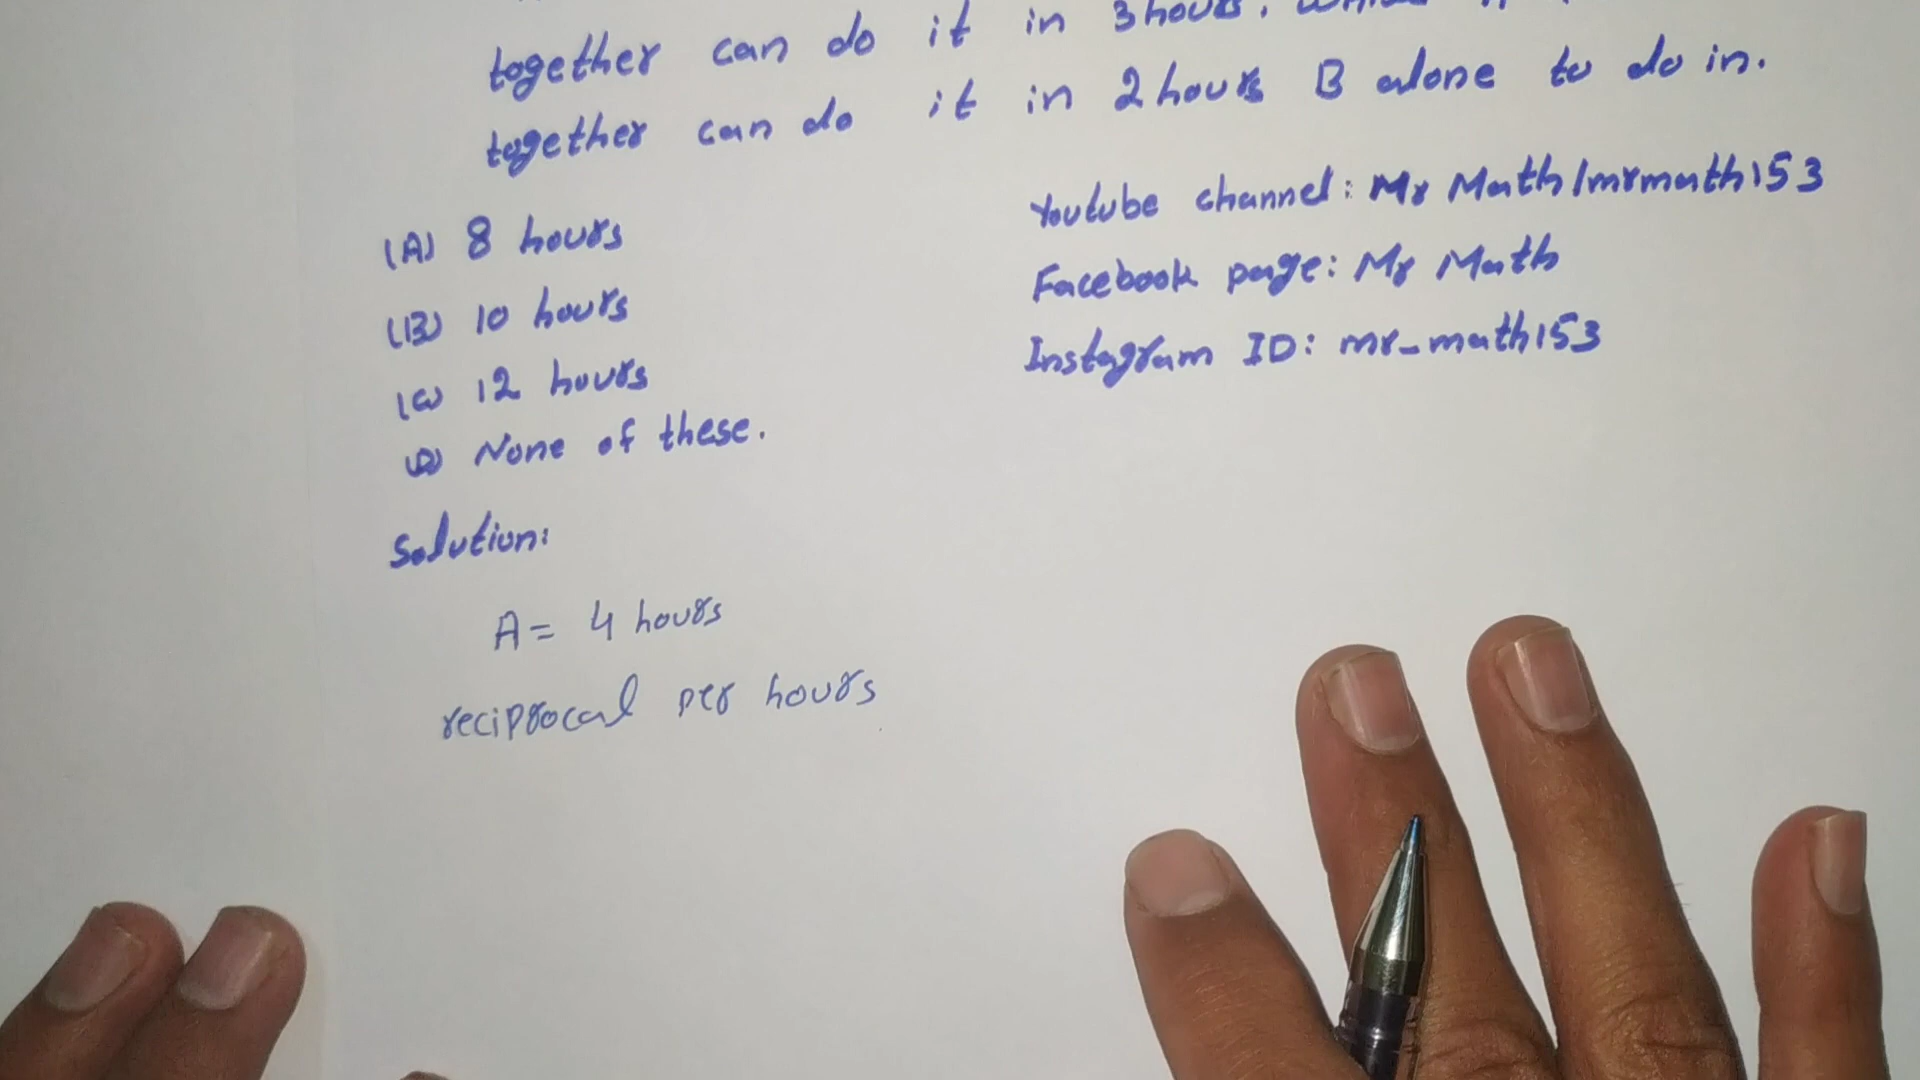 together can do it in 3 hours.
together can do it in 2 hours B alone to do in.
(A) 8 hours
(B) 10 hours
(C) 12 hours
(D) None of these.
Youtube channel: Mr Math/mrmath153
Facebook page: Mr Math
Instagram ID: mr_math153
Solution:
A = 4 hours
reciprocal per hours